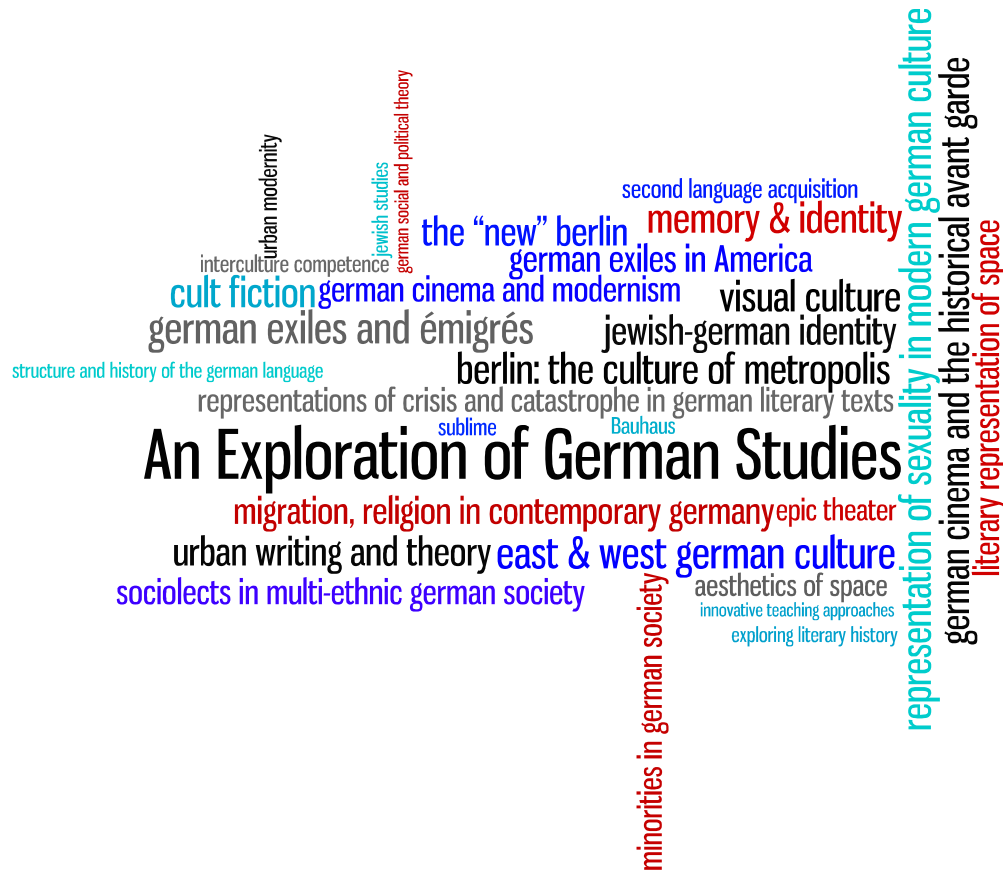 urban modernity
jewish studies
german social and political theory
second language acquisition
memory & identity
the “new” berlin
german exiles in America
interculture competence
cult fiction
german cinema and modernism
visual culture
german exiles and émigrés
jewish-german identity
structure and history of the german language
berlin: the culture of metropolis
representations of crisis and catastrophe in german literary texts
sublime
Bauhaus
An Exploration of German Studies
migration, religion in contemporary germany
epic theater
urban writing and theory
east & west german culture
sociolects in multi-ethnic german society
aesthetics of space
innovative teaching approaches
exploring literary history
minorities in german society
representation of sexuality in modern german culture
german cinema and the historical avant garde
literary representation of space